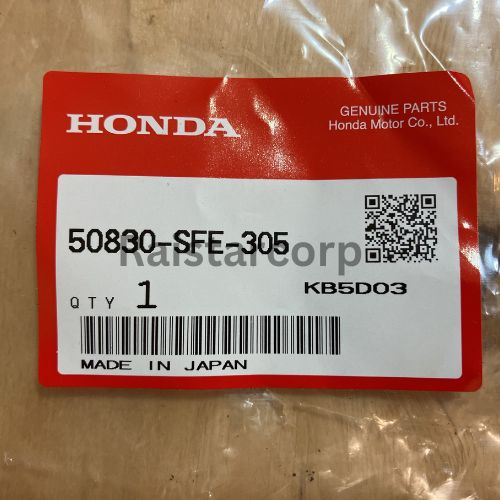 HONDA
GENUINE PARTS
Honda Motor Co., Ltd.
50830-SFE-305
Raistarcorp
KB5D03
QTY 1
MADE IN JAPAN